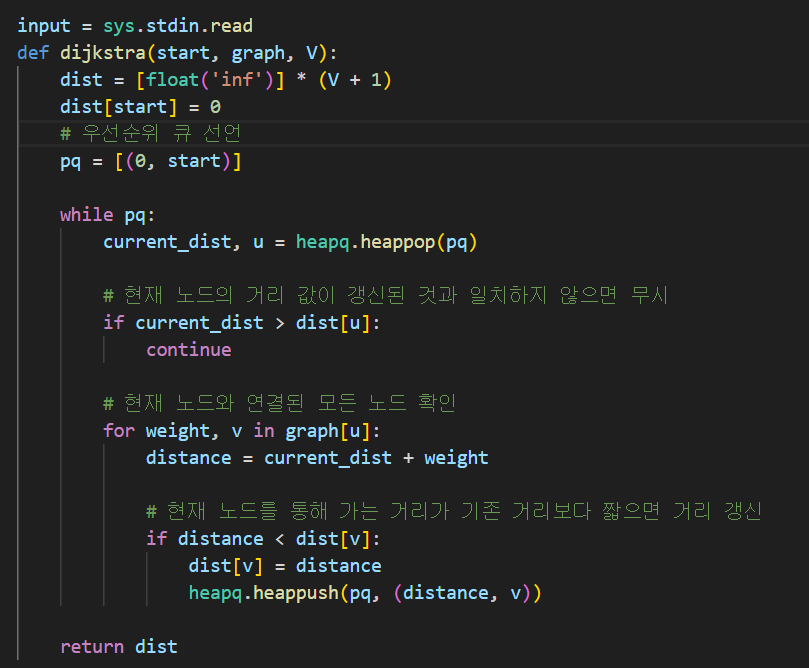 input = sys.stdin.read
def dijkstra(start, graph, V):
    dist = [float('inf')] * (V + 1)
    dist[start] = 0
    # 우선순위 큐 선언
    pq = [(0, start)]
    while pq:
        current_dist, u = heapq.heappop(pq)
        # 현재 노드의 거리 값이 갱신된 것과 일치하지 않으면 무시
        if current_dist > dist[u]:
            continue
        # 현재 노드와 연결된 모든 노드 확인
        for weight, v in graph[u]:
            distance = current_dist + weight
            # 현재 노드를 통해 가는 거리가 기존 거리보다 짧으면 거리 갱신
            if distance < dist[v]:
                dist[v] = distance
                heapq.heappush(pq, (distance, v))
    return dist